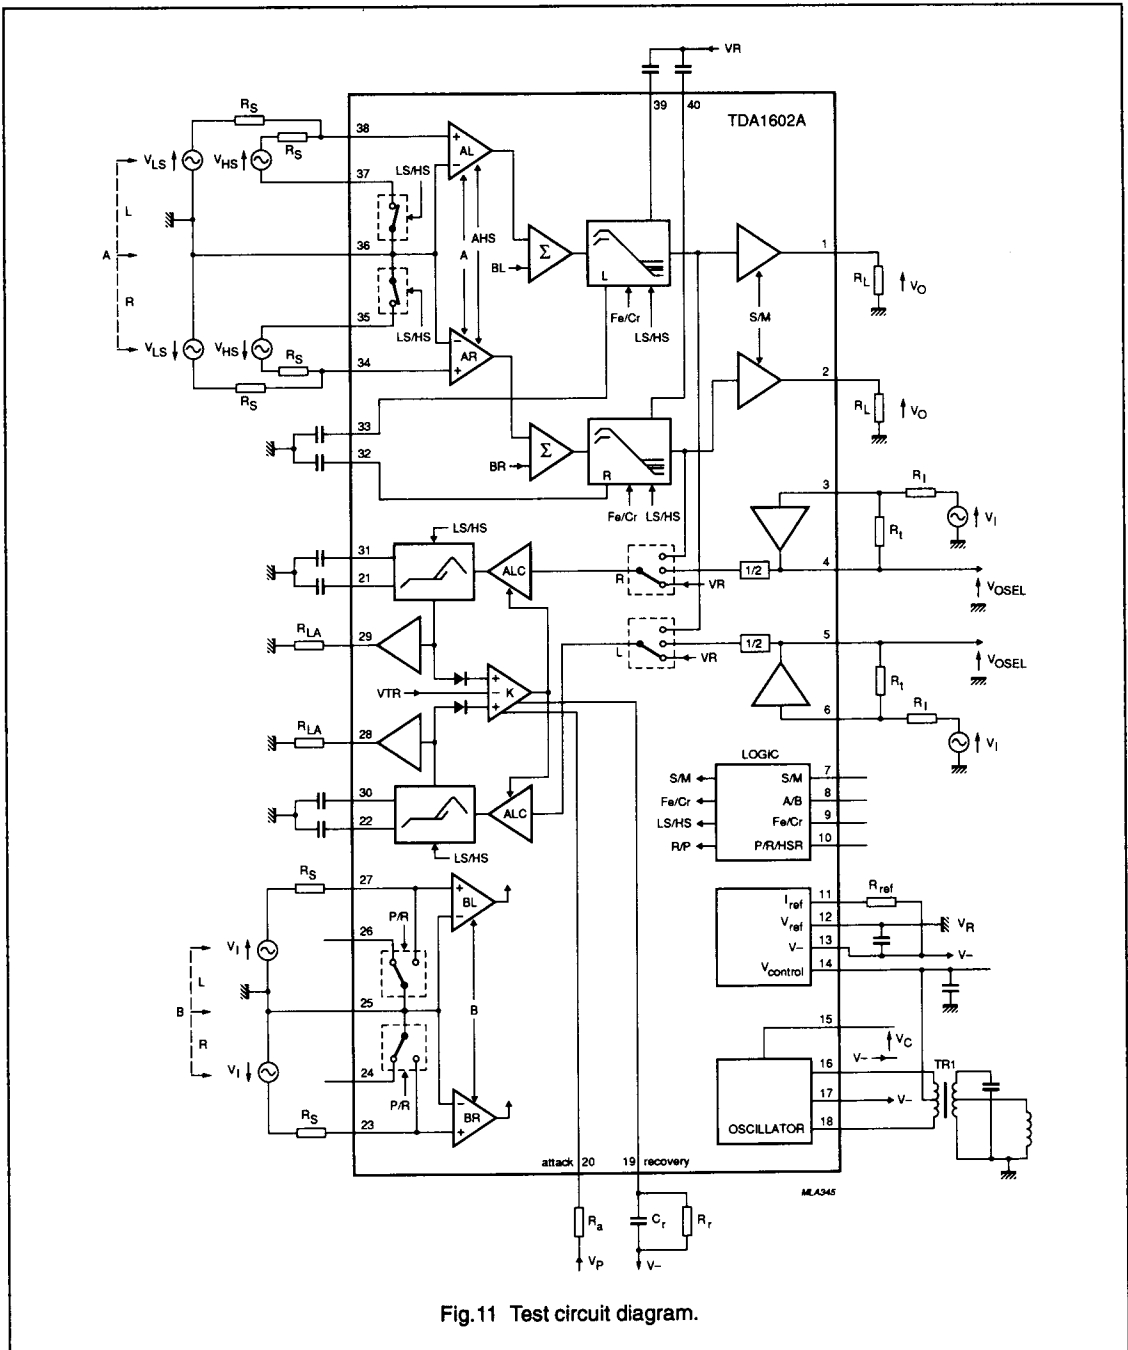 VR
39 40
TDA1602A
RS
38
+
AL
−
VLS
VHS
RS
37
LS/HS
L
A
36
A
AHS
BL
Σ
L
1
RL
VO
Fe/Cr
LS/HS
S/M
R
35
LS/HS
VLS
VHS
RS
34
−
AR
+
2
RL
VO
RS
33
32
BR
Σ
R
Fe/Cr LS/HS
3
RI
VI
Rt
LS/HS
31
21
ALC
R
VR
1/2
4
VOSEL
RLA
29
L
VR
1/2
5
VOSEL
VTR
+
− K
+
Rt
6
RI
VI
RLA
28
LOGIC
S/M
S/M
7
Fe/Cr
A/B
8
LS/HS
Fe/Cr
9
R/P
P/R/HSR
10
30
22
ALC
LS/HS
RS
27
+
BL
−
P/R
26
VI
L
B
25
B
R
VI
24
P/R
−
BR
+
RS
23
Iref
11
Rref
Vref
12
VR
V−
13
V−
Vcontrol
14
15
VC
V−
16
TR1
17
V−
OSCILLATOR
18
attack 20
19 recovery
MLA345
Ra
Cr
Rr
VP
V−
Fig.11 Test circuit diagram.